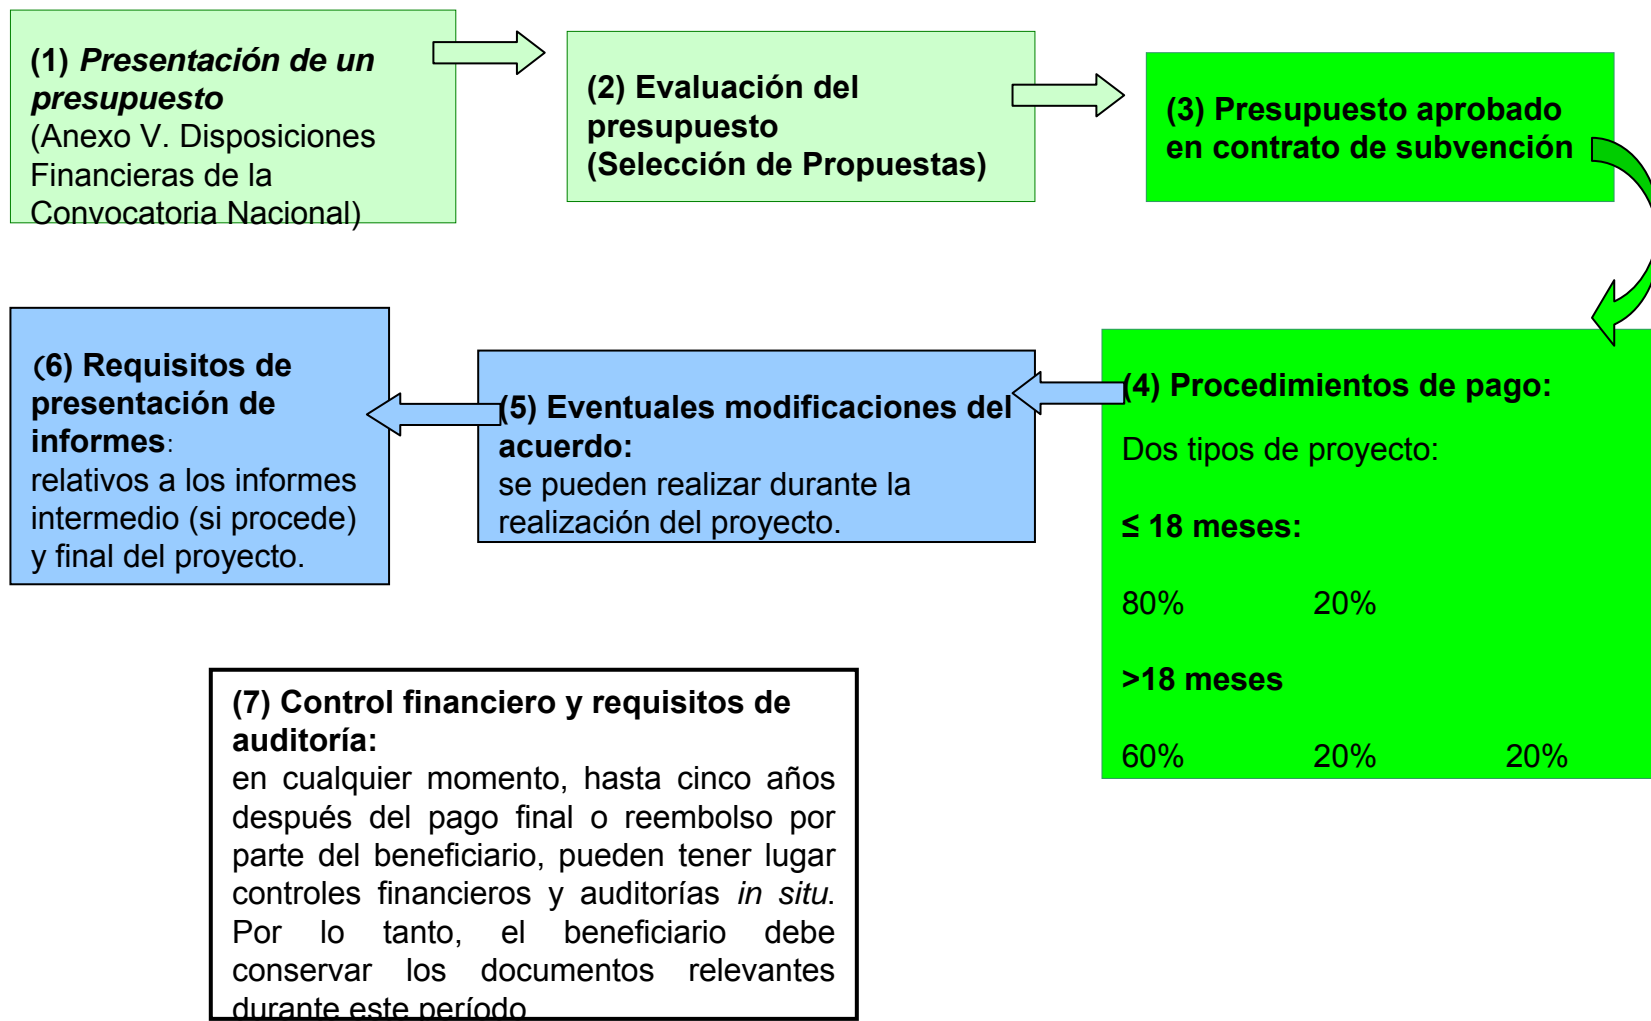 (1) Presentación de un
presupuesto
(Anexo V. Disposiciones
Financieras de la
Convocatoria Nacional)
(2) Evaluación del
presupuesto
(Selección de Propuestas)
(3) Presupuesto aprobado
en contrato de subvención
(4) Procedimientos de pago:
Dos tipos de proyecto:
≤ 18 meses:
80% 20%
>18 meses
60% 20% 20%
(5) Eventuales modificaciones del
acuerdo:
se pueden realizar durante la
realización del proyecto.
(6) Requisitos de
presentación de
informes:
relativos a los informes
intermedio (si procede)
y final del proyecto.
(7) Control financiero y requisitos de
auditoría:
en cualquier momento, hasta cinco años
después del pago final o reembolso por
parte del beneficiario, pueden tener lugar
controles financieros y auditorías in situ.
Por lo tanto, el beneficiario debe
conservar los documentos relevantes
durante este período